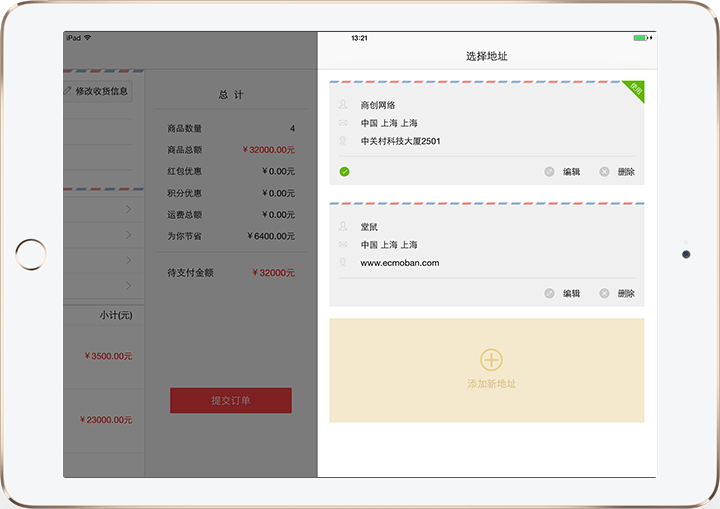 iPad
13:21
修改收货信息
小计(元)
¥3500.00元
¥23000.00元
总 计
商品数量 4
商品总额 ¥32000.00元
红包优惠 ¥0.00元
积分优惠 ¥0.00元
运费总额 ¥0.00元
为你节省 ¥6400.00元
待支付金额 ¥32000元
提交订单
选择地址
使用
商创网络
中国 上海 上海
中关村科技大厦2501
编辑 删除
堂鼠
中国 上海 上海
www.ecmoban.com
编辑 删除
添加新地址